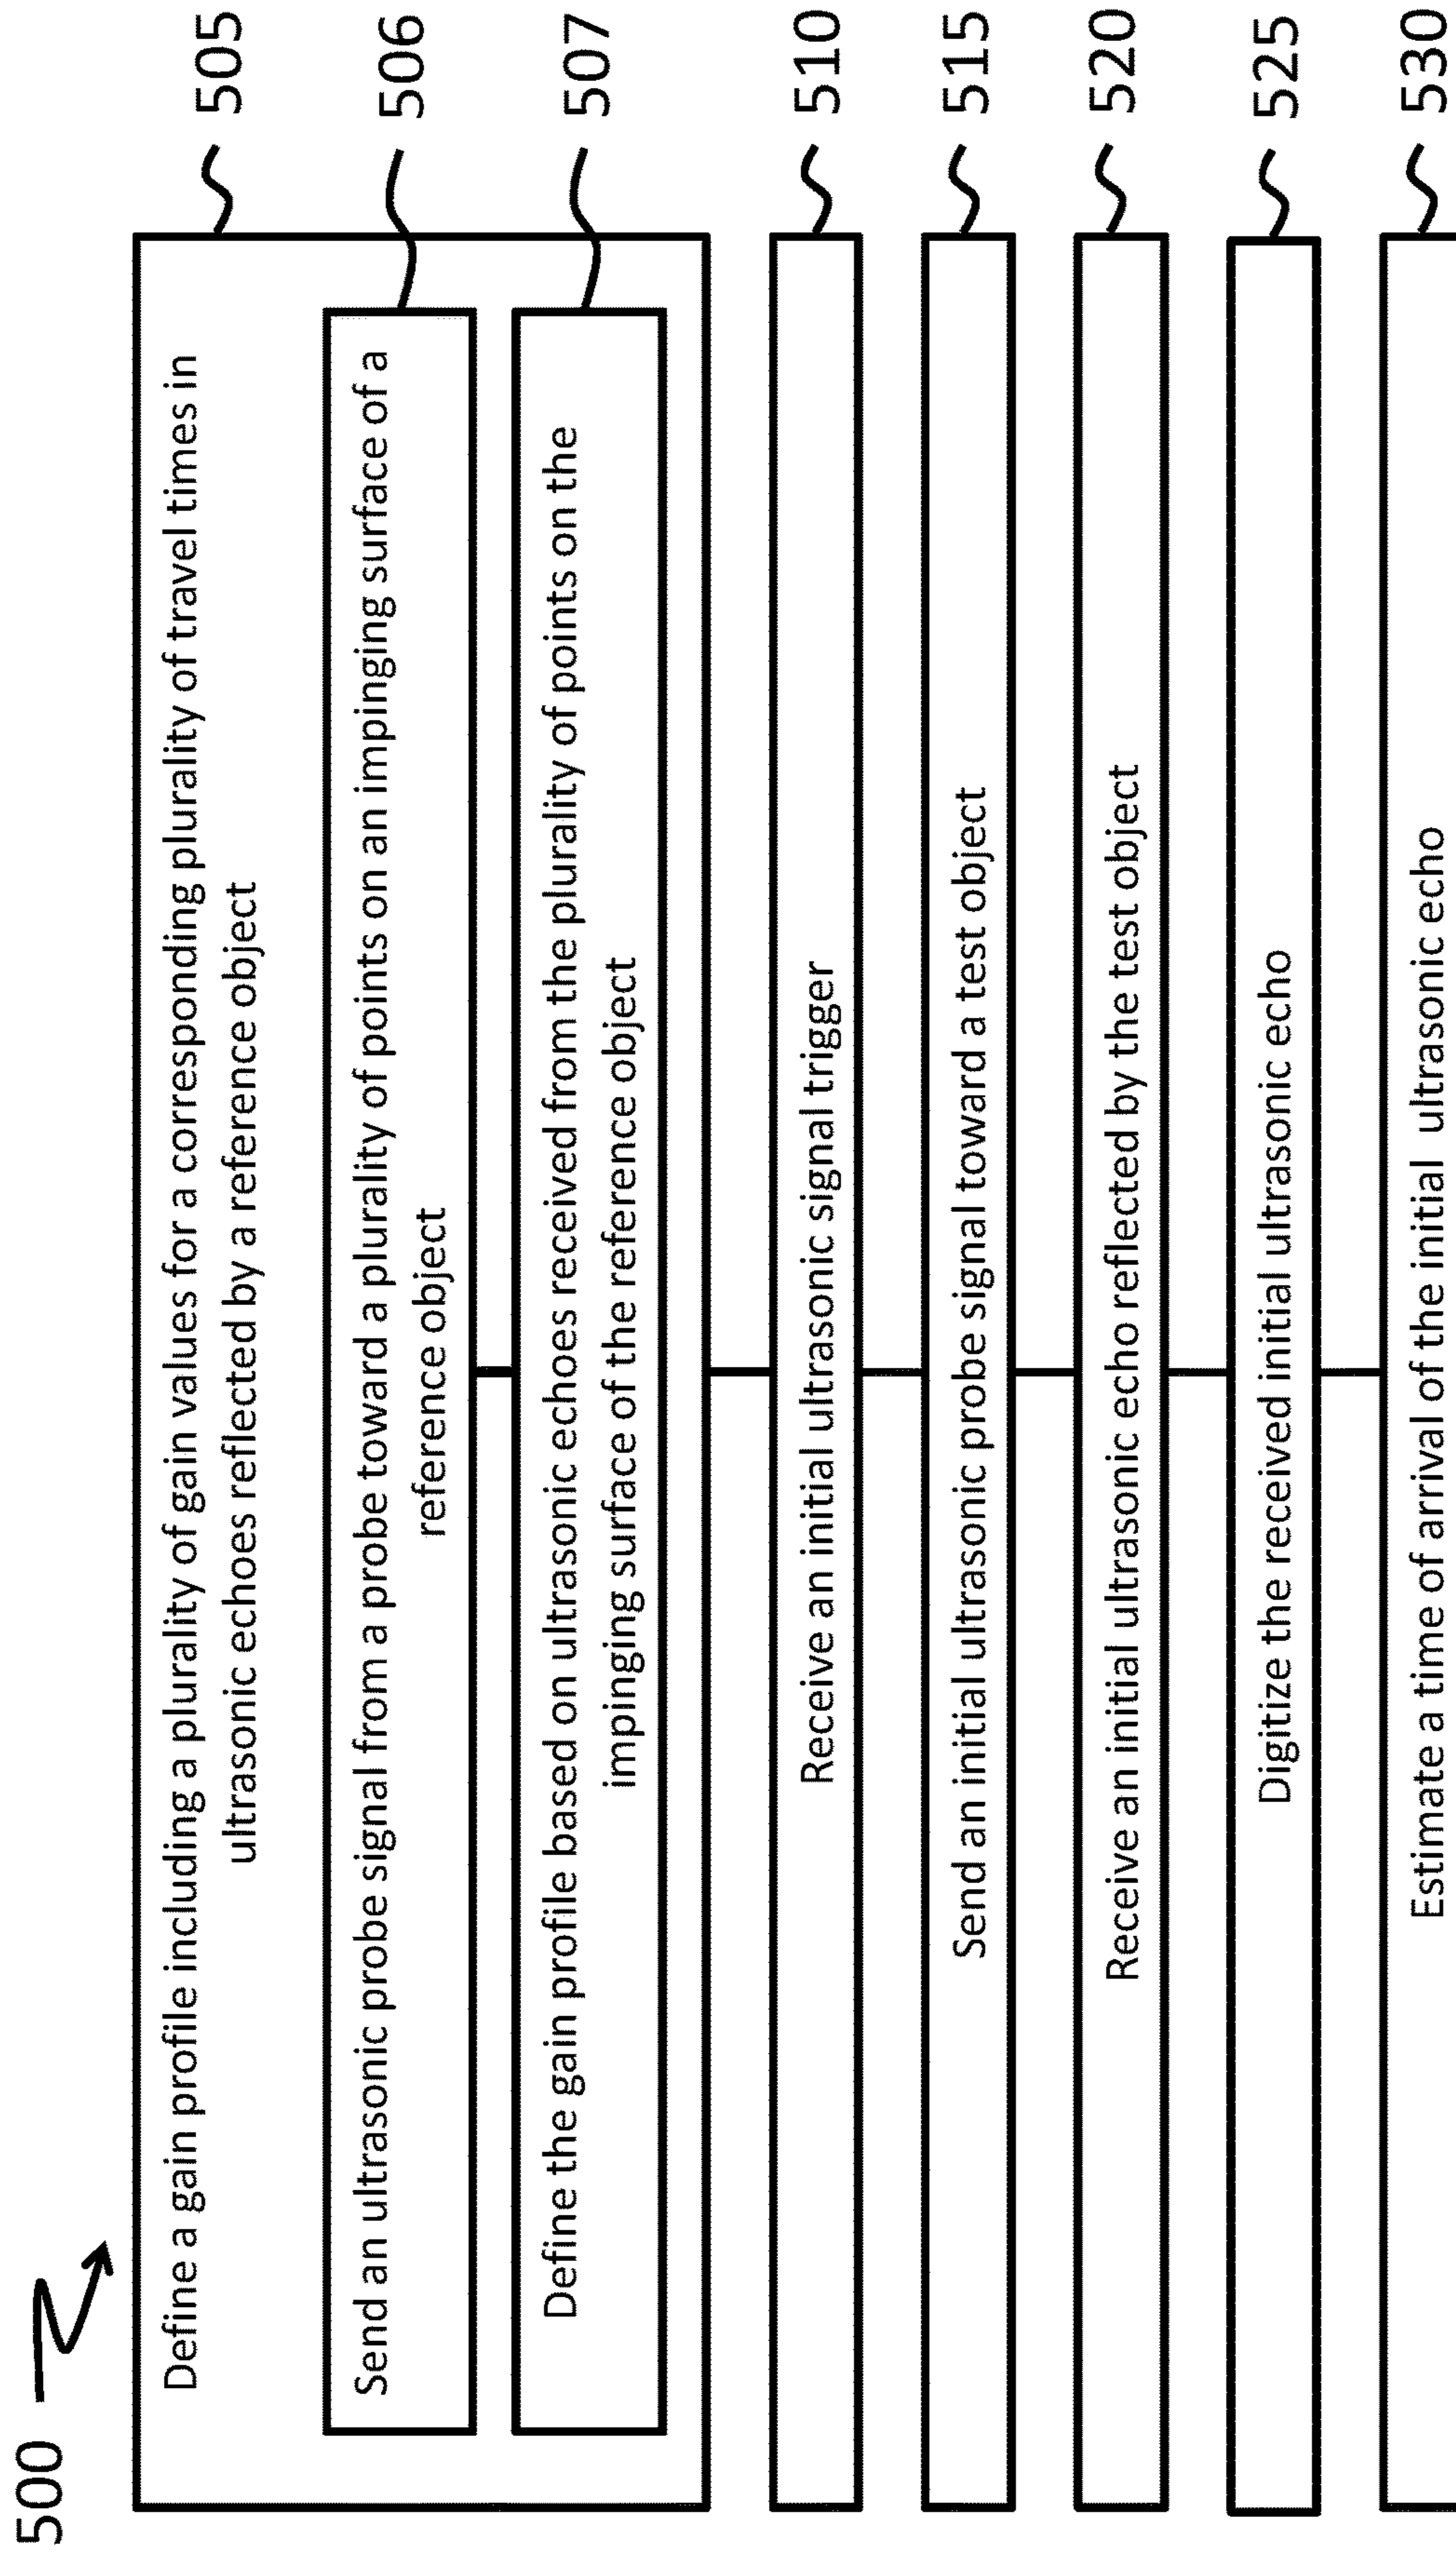 500
Define a gain profile including a plurality of gain values for a corresponding plurality of travel times in
ultrasonic echoes reflected by a reference object
505
Send an ultrasonic probe signal from a probe toward a plurality of points on an impinging surface of a
reference object
506
Define the gain profile based on ultrasonic echoes received from the plurality of points on the
impinging surface of the reference object
507
Receive an initial ultrasonic signal trigger
510
Send an initial ultrasonic probe signal toward a test object
515
Receive an initial ultrasonic echo reflected by the test object
520
Digitize the received initial ultrasonic echo
525
Estimate a time of arrival of the initial ultrasonic echo
530